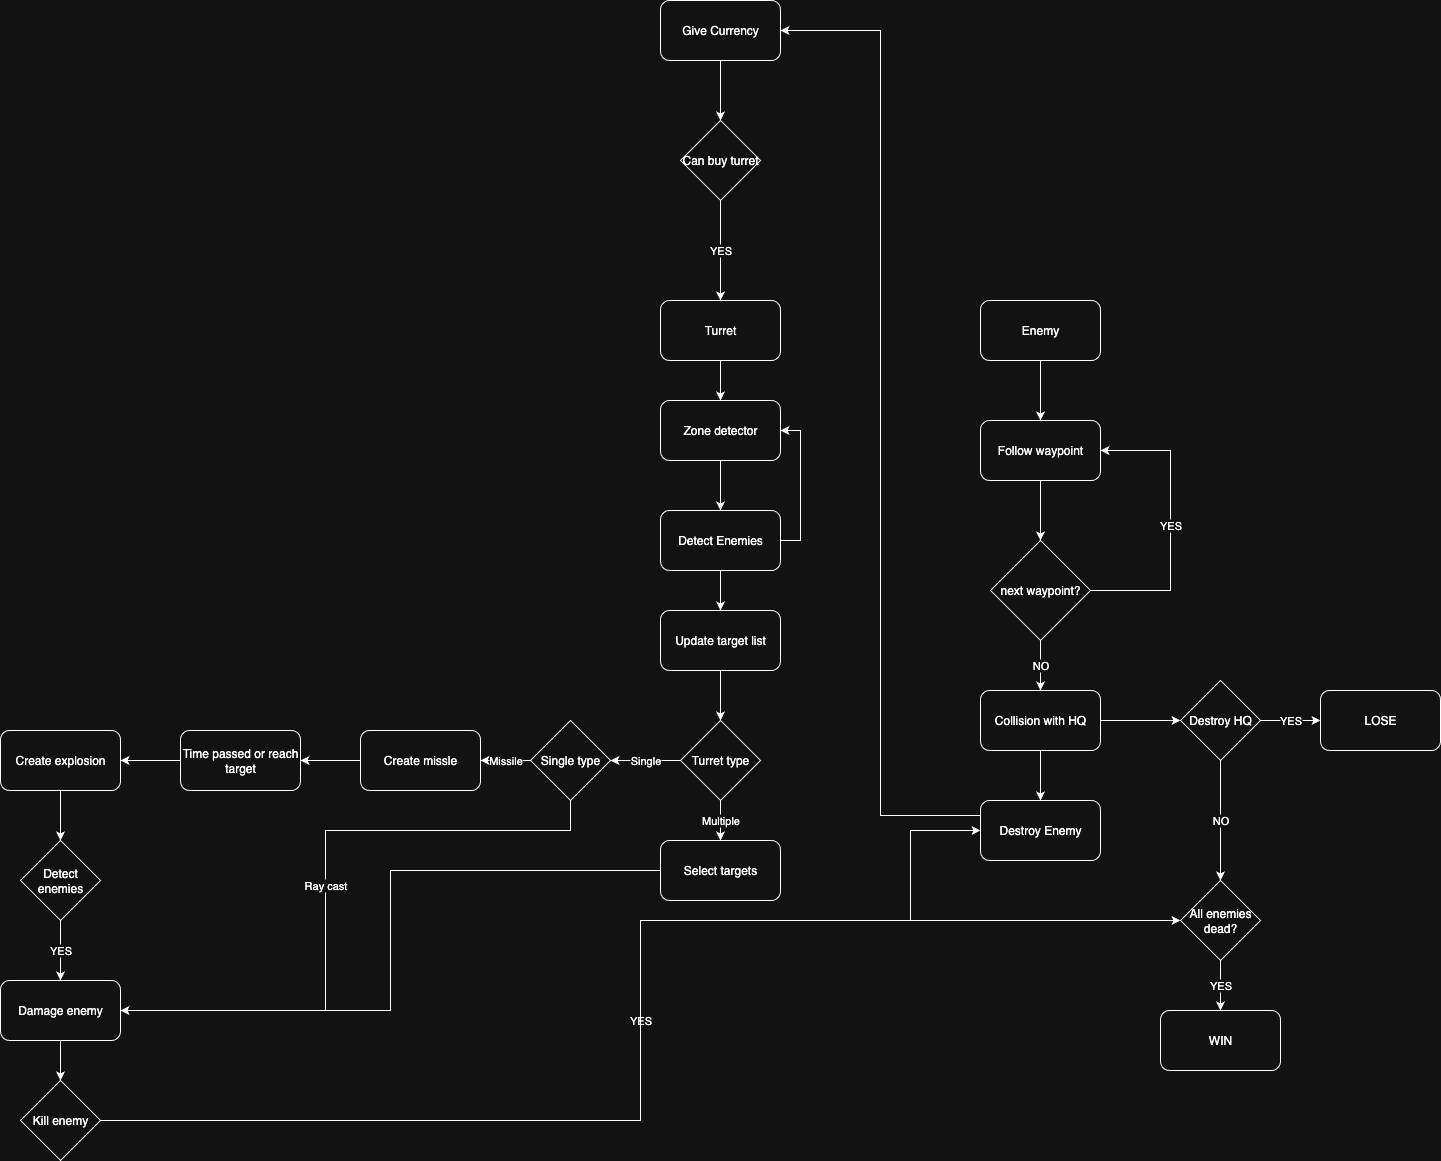 Give Currency
Can buy turret
YES
Turret
Enemy
Zone detector
Follow waypoint
YES
Detect Enemies
next waypoint?
Update target list
NO
Collision with HQ
Destroy HQ
YES
LOSE
Create explosion
Time passed or reach
target
Create missle
Missile
Single type
Single
Turret type
Multiple
NO
Destroy Enemy
Select targets
Detect
enemies
Ray cast
All enemies
dead?
YES
YES
Damage enemy
YES
WIN
Kill enemy